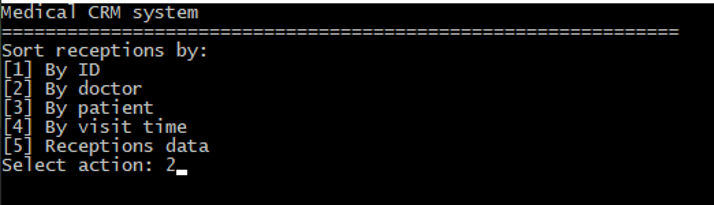 Medical CRM system
==============================================================
Sort receptions by:
[1] By ID
[2] By doctor
[3] By patient
[4] By visit time
[5] Receptions data
Select action: 2